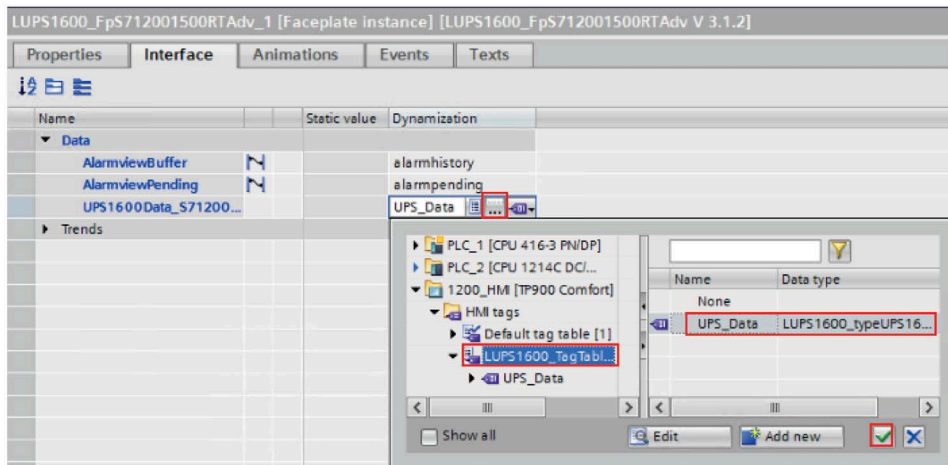 LUPS1600_FpS712001500RTAdv_1 [Faceplate instance] [LUPS1600_FpS712001500RTAdv V 3.1.2]
Properties Interface Animations Events Texts
Name Static value Dynamization
Data
AlarmviewBuffer alarmhistory
AlarmviewPending alarmpending
UPS1600Data_S71200... UPS_Data ...
Trends
PLC_1 [CPU 416-3 PN/DP]
PLC_2 [CPU 1214C DC/...
Name Data type
1200_HMI [TP900 Comfort]
None
HMI tags
UPS_Data LUPS1600_typeUPS16...
Default tag table [1]
LUPS1600_TagTabl...
UPS_Data
Show all Edit Add new